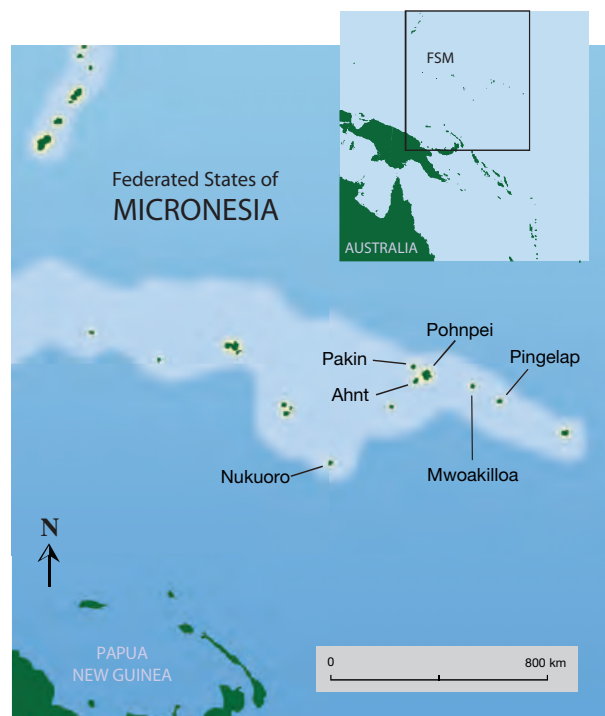 FSM
AUSTRALIA
Federated States of
MICRONESIA
Pohnpei
Pakin
Pingelap
Ahnt
Nukuoro
Mwoakilloa
N
PAPUA
NEW GUINEA
0 800 km